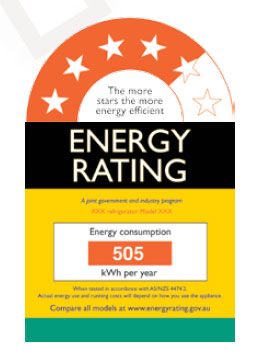 The more
stars the more
energy efficient
ENERGY
RATING
A joint government and industry program
XXX refrigerator Model XXX
Energy consumption
505
kWh per year
When tested in accordance with AS/NZS 4474.2.
Actual energy use and running costs will depend on how you use the appliance.
Compare all models at www.energyrating.gov.au